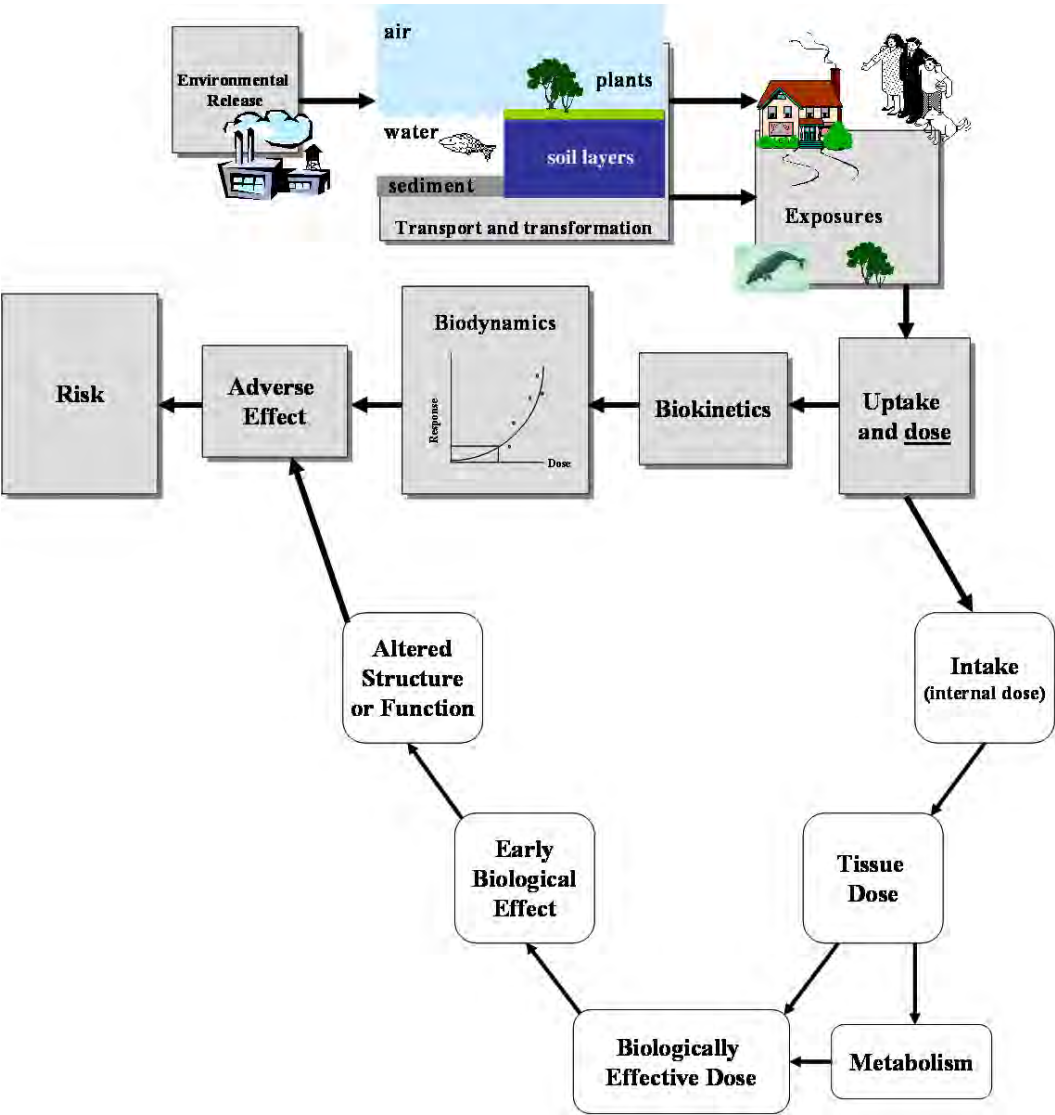 Environmental
Release
air
plants
water
soil layers
sediment
Transport and transformation
Exposures
Risk
Adverse
Effect
Biodynamics
Response
Dose
Biokinetics
Uptake
and dose
Altered
Structure
or Function
Intake
(internal dose)
Early
Biological
Effect
Tissue
Dose
Biologically
Effective Dose
Metabolism